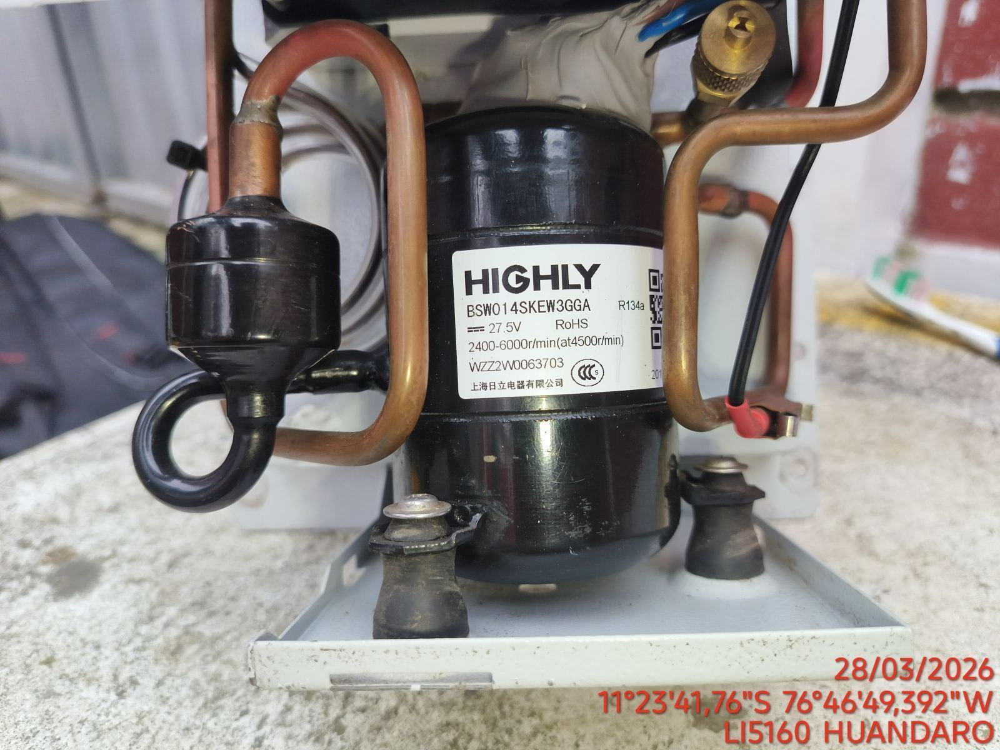 HIGHLY
BSW014SKEW3GGA R134a
27.5V RoHS
2400-6000r/min(at4500r/min)
WZZ2W0063703
CCC S
上海日立电器有限公司
28/03/2026
11°23'41,76"S 76°46'49,392"W
LI5160 HUANDARO